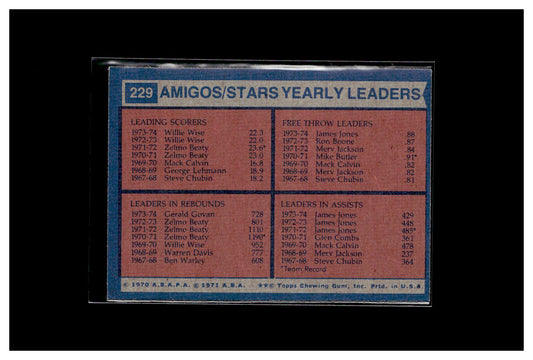 229 AMIGOS/STARS YEARLY LEADERS
LEADING SCORERS
1973-74 Willie Wise 22.3
1972-73 Willie Wise 22.0
1971-72 Zelmo Beaty 23.6*
1970-71 Zelmo Beaty 23.0
1969-70 Mack Calvin 16.8
1968-69 George Lehmann 18.9
1967-68 Steve Chubin 18.2
FREE THROW LEADERS
1973-74 James Jones .88
1972-73 Ron Boone .87
1971-72 Merv Jackson .84
1970-71 Mike Butler .91*
1969-70 Mack Calvin .82
1968-69 Merv Jackson .82
1967-68 Steve Chubin .81
LEADERS IN REBOUNDS
1973-74 Gerald Govan 728
1972-73 Zelmo Beaty 801
1971-72 Zelmo Beaty 1110
1970-71 Zelmo Beaty 1190*
1969-70 Willie Wise 952
1968-69 Warren Davis 777
1967-68 Ben Warley 608
LEADERS IN ASSISTS
1973-74 James Jones 429
1972-73 James Jones 448
1971-72 James Jones 485*
1970-71 Glen Combs 361
1969-70 Mack Calvin 478
1968-69 Merv Jackson 237
1967-68 Steve Chubin 364
*Team Record
© 1970 A.B.A.P.A. © 1971 A.B.A. ★★© Topps Chewing Gum, Inc. Prtd. in U.S.A.